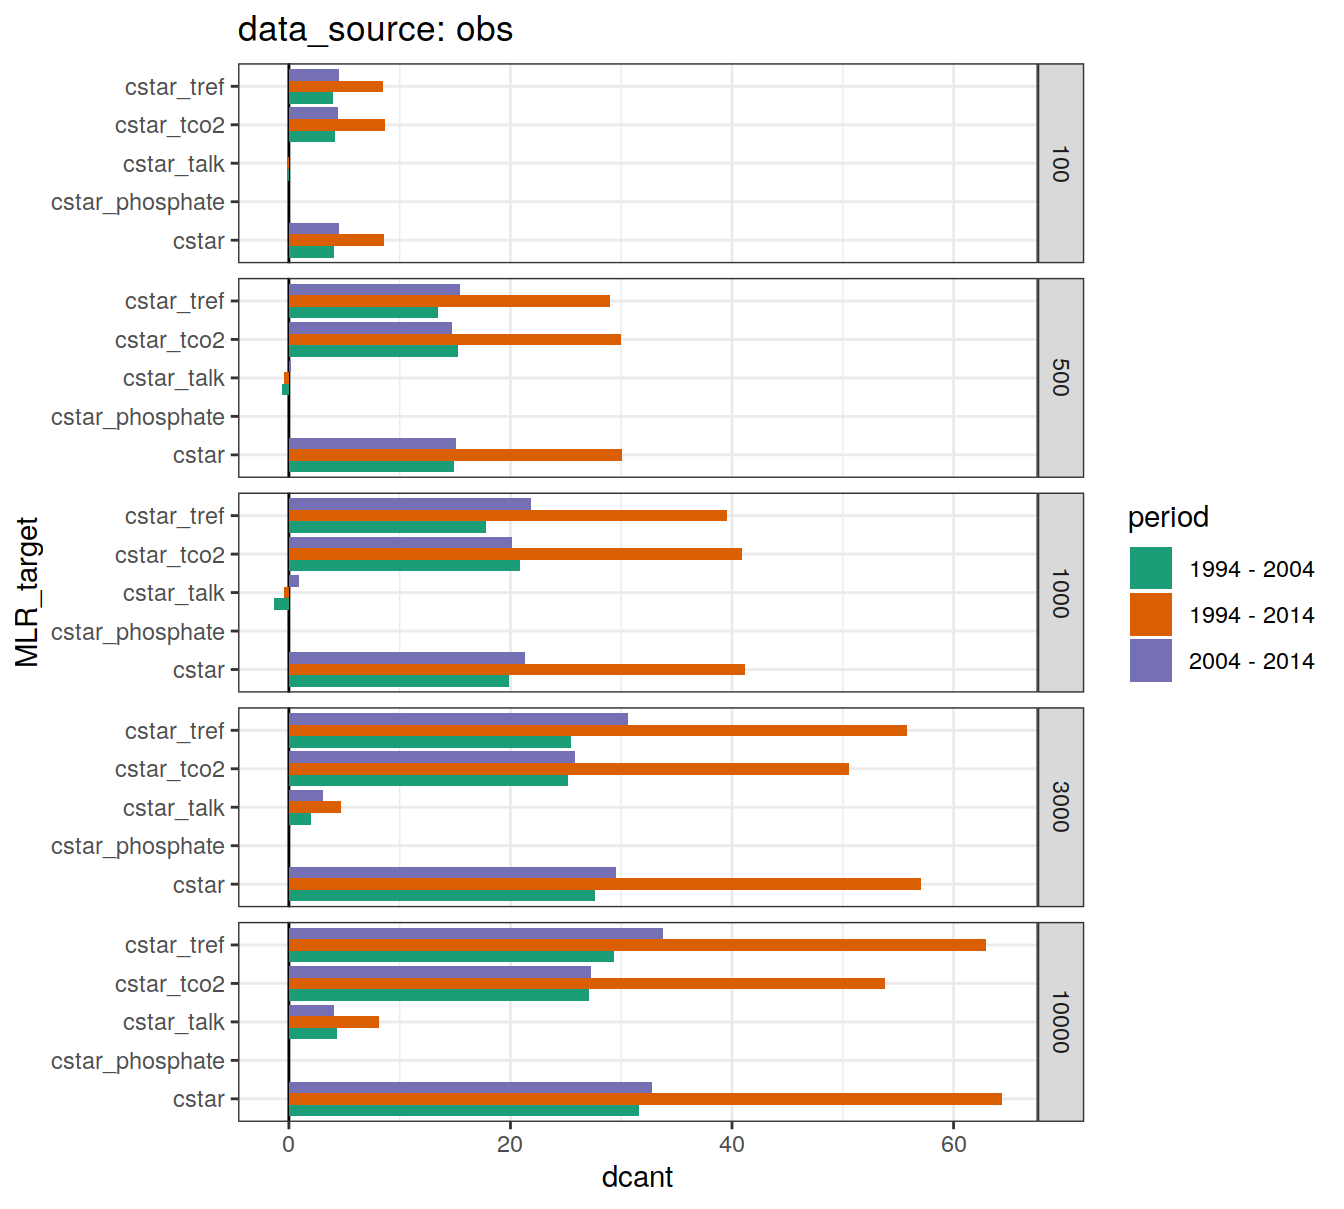 data_source: obs
cstar_tref
cstar_tco2
cstar_talk
cstar_phosphate
cstar
100
cstar_tref
cstar_tco2
cstar_talk
cstar_phosphate
cstar
500
cstar_tref
cstar_tco2
cstar_talk
cstar_phosphate
cstar
1000
cstar_tref
cstar_tco2
cstar_talk
cstar_phosphate
cstar
3000
cstar_tref
cstar_tco2
cstar_talk
cstar_phosphate
cstar
10000
0 20 40 60
dcant
MLR_target
period
1994 - 2004
1994 - 2014
2004 - 2014